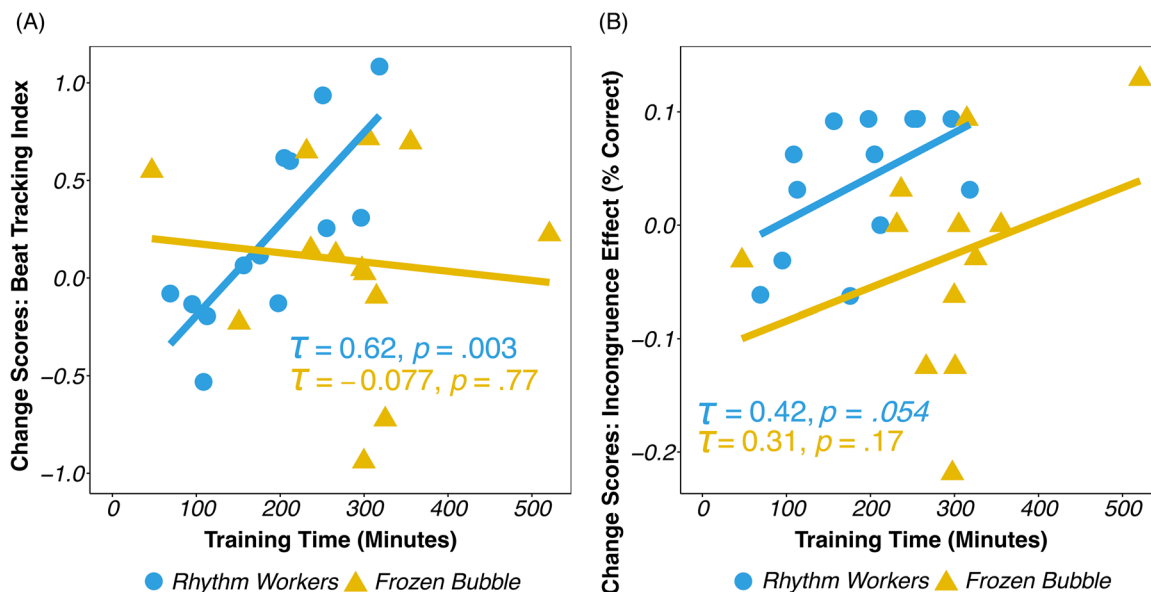 (A)
Change Scores: Beat Tracking Index
1.0
0.5
0.0
−0.5
−1.0
τ = 0.62, p = .003
τ = −0.077, p = .77
0 100 200 300 400 500
Training Time (Minutes)
Rhythm Workers Frozen Bubble
(B)
Change Scores: Incongruence Effect (% Correct)
0.1
0.0
−0.1
−0.2
τ = 0.42, p = .054
τ = 0.31, p = .17
0 100 200 300 400 500
Training Time (Minutes)
Rhythm Workers Frozen Bubble